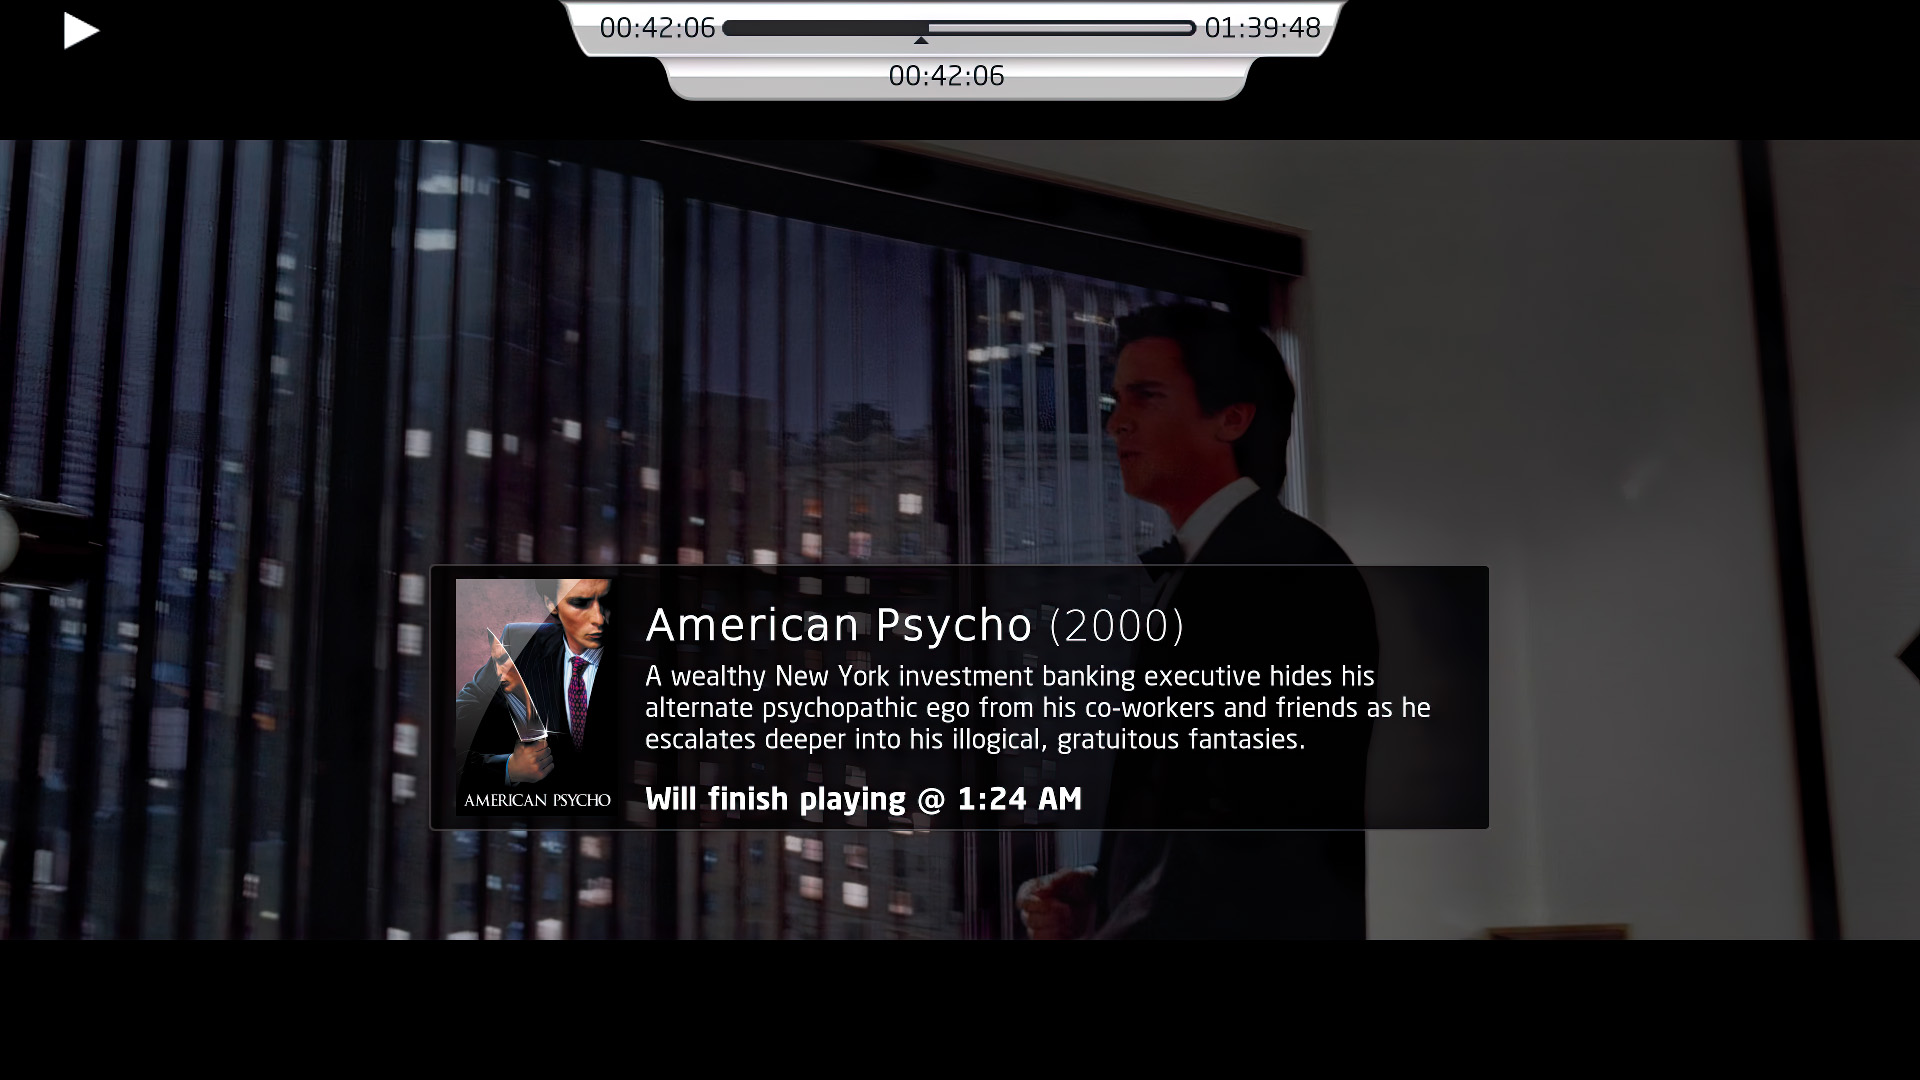 00:42:06 01:39:48
00:42:06
American Psycho (2000)
A wealthy New York investment banking executive hides his
alternate psychopathic ego from his co-workers and friends as he
escalates deeper into his illogical, gratuitous fantasies.
Will finish playing @ 1:24 AM
AMERICAN PSYCHO